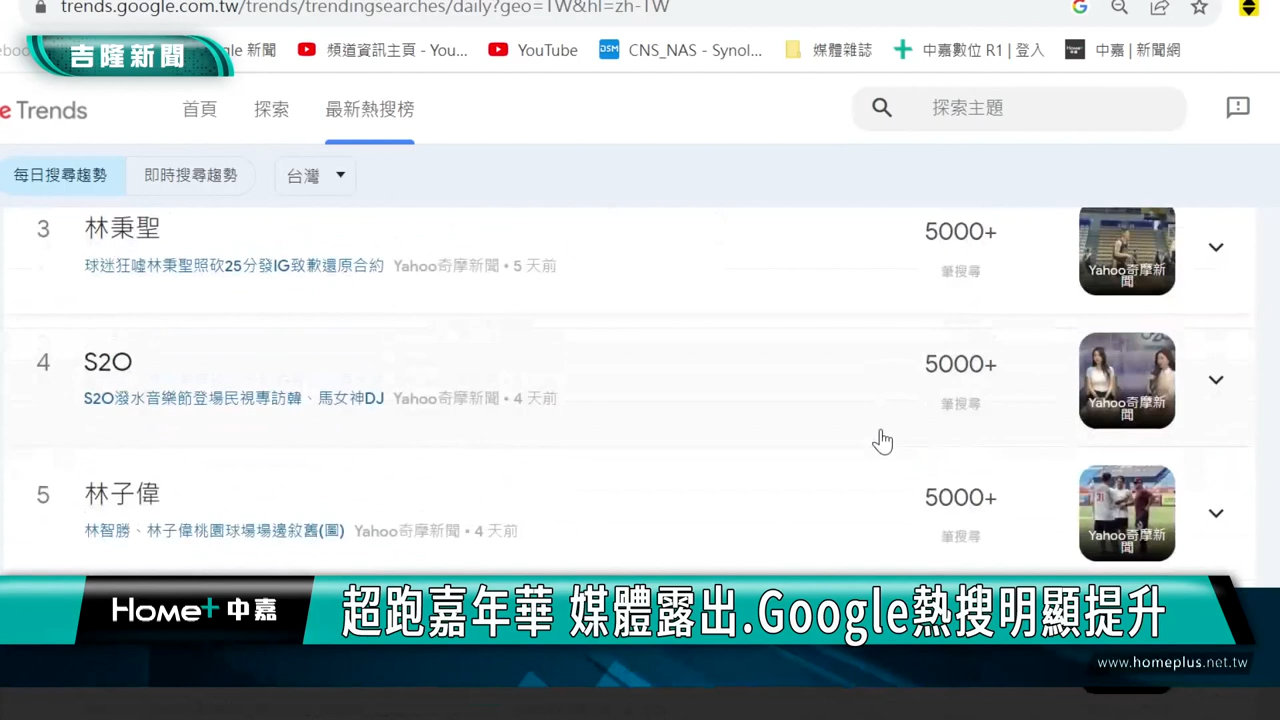 trends.google.com.tw/trends/trendingsearches/daily?geo=TW&hl=zh-TW
吉隆新聞
新聞
頻道資訊主頁 - You...
YouTube
DSM
CNS_NAS - Synol...
媒體雜誌
中嘉數位 R1 | 登入
中嘉 | 新聞網
e Trends
首頁
探索
最新熱搜榜
探索主題
每日搜尋趨勢
即時搜尋趨勢
台灣
3
林秉聖
球迷狂噓林秉聖照砍25分發IG致歉還原合約 Yahoo奇摩新聞 • 5 天前
5000+
筆搜尋
Yahoo奇摩新
聞
4
S2O
S2O潑水音樂節登場民視專訪韓、馬女神DJ Yahoo奇摩新聞 • 4 天前
5000+
筆搜尋
Yahoo奇摩新
聞
5
林子偉
林智勝、林子偉桃園球場場邊敘舊(圖) Yahoo奇摩新聞 • 4 天前
5000+
筆搜尋
Yahoo奇摩新
聞
Home+中嘉
超跑嘉年華 媒體露出.Google熱搜明顯提升
www.homeplus.net.tw